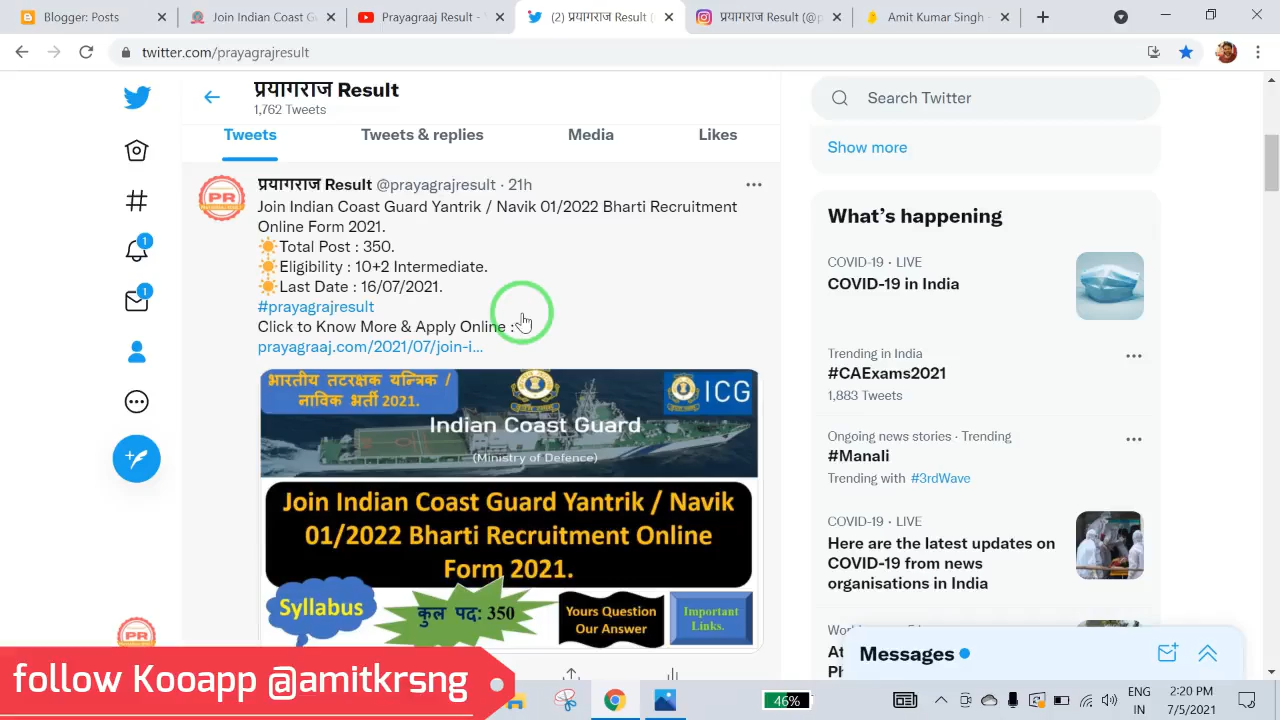 Blogger: Posts
Join Indian Coast Gu
Prayagraj Result -
(2) प्रयागराज Result (
प्रयागराज Result (@p
Amit Kumar Singh -
twitter.com/prayagrajresult
प्रयागराज Result
1,762 Tweets
Tweets
Tweets & replies
Media
Likes
प्रयागराज Result @prayagrajresult · 21h
Join Indian Coast Guard Yantrik / Navik 01/2022 Bharti Recruitment
Online Form 2021.
Total Post : 350.
Eligibility : 10+2 Intermediate.
Last Date : 16/07/2021.
#prayagrajresult
Click to Know More & Apply Online :
prayagraaj.com/2021/07/join-i...
भारतीय तटरक्षक यन्त्रिक /
नाविक भर्ती 2021.
ICG
Indian Coast Guard
(Ministry of Defence)
Join Indian Coast Guard Yantrik / Navik
01/2022 Bharti Recruitment Online
Form 2021.
Syllabus
कुल पद: 350
Yours Question
Our Answer
Important
Links.
1
1
PR
PR
Search Twitter
Show more
What's happening
COVID-19 · LIVE
COVID-19 in India
Trending in India
#CAExams2021
1,883 Tweets
Ongoing news stories · Trending
#Manali
Trending with #3rdWave
COVID-19 · LIVE
Here are the latest updates on
COVID-19 from news
organisations in India
Messages
follow Kooapp @amitkrsng
46%
ENG
IN
2:20 PM
7/5/2021